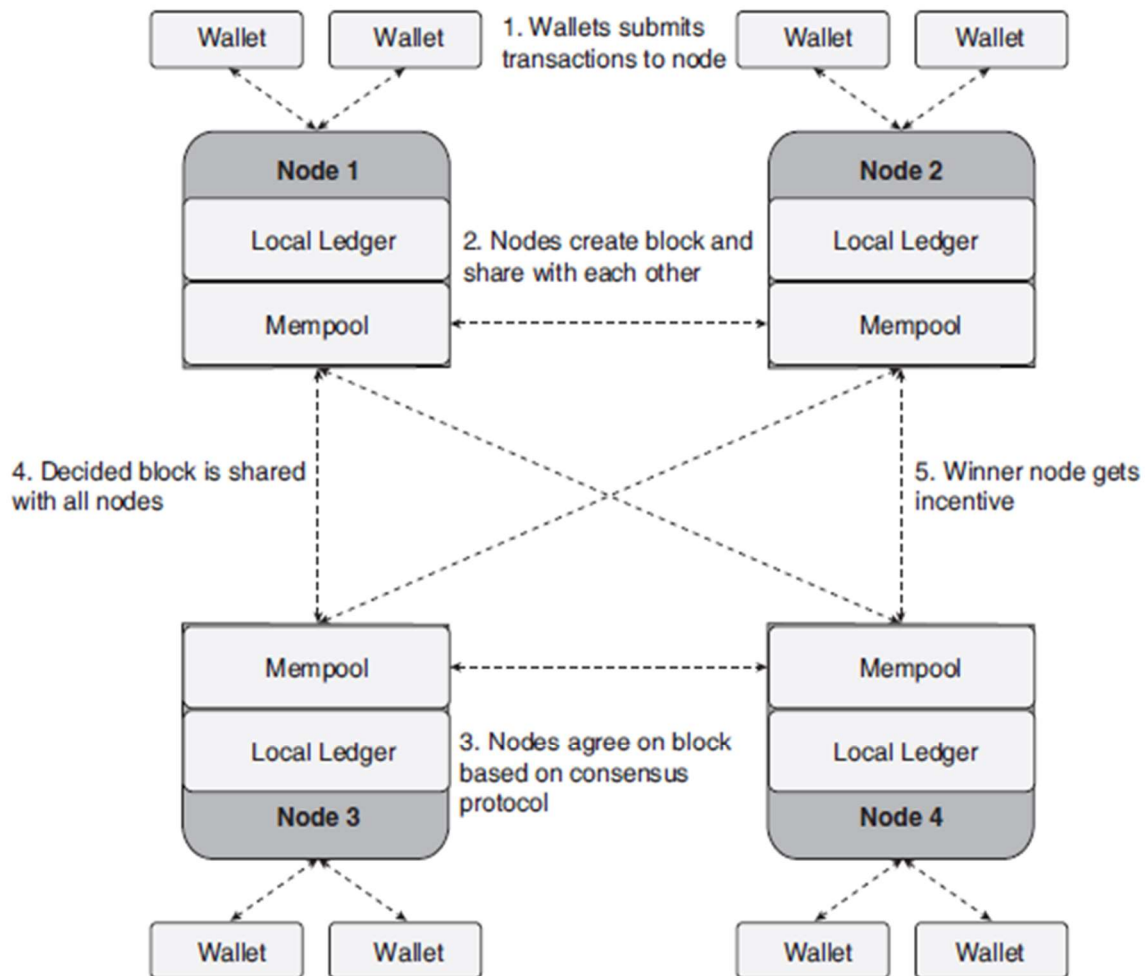 Wallet
Wallet
1. Wallets submits
transactions to node
Wallet
Wallet
Node 1
Local Ledger
Mempool
2. Nodes create block and
share with each other
Node 2
Local Ledger
Mempool
4. Decided block is shared
with all nodes
5. Winner node gets
incentive
Mempool
Local Ledger
Node 3
3. Nodes agree on block
based on consensus
protocol
Mempool
Local Ledger
Node 4
Wallet
Wallet
Wallet
Wallet